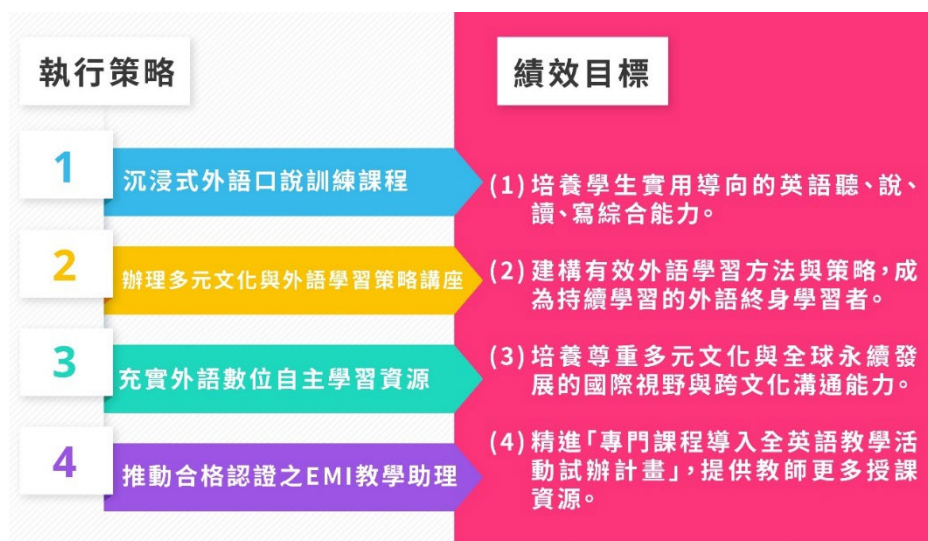 執行策略
績效目標
1
沉浸式外語口說訓練課程
(1)培養學生實用導向的英語聽、說、
讀、寫綜合能力。
2
辦理多元文化與外語學習策略講座
(2)建構有效外語學習方法與策略,成
為持續學習的外語終身學習者。
3
充實外語數位自主學習資源
(3)培養尊重多元文化與全球永續發
展的國際視野與跨文化溝通能力。
4
推動合格認證之EMI教學助理
(4)精進「專門課程導入全英語教學活
動試辦計畫」,提供教師更多授課
資源。